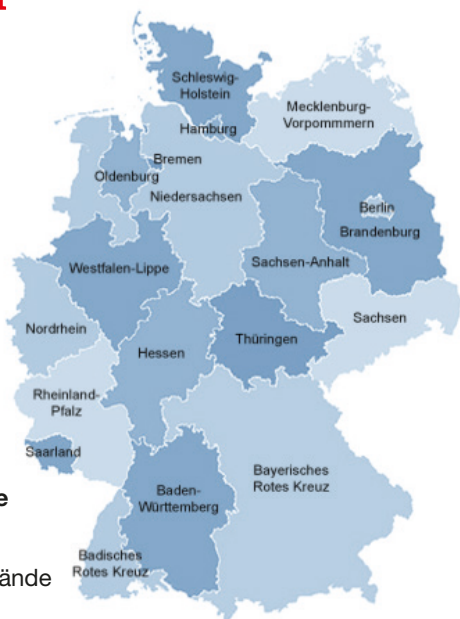 Schleswig-
Holstein
Mecklenburg-
Vorpommmern
Hamburg
Bremen
Oldenburg
Niedersachsen
Berlin
Brandenburg
Westfalen-Lippe
Sachsen-Anhalt
Sachsen
Nordrhein
Thüringen
Hessen
Rheinland-
Pfalz
Saarland
Bayerisches
Rotes Kreuz
Baden-
Württemberg
e
Badisches
Rotes Kreuz
ände